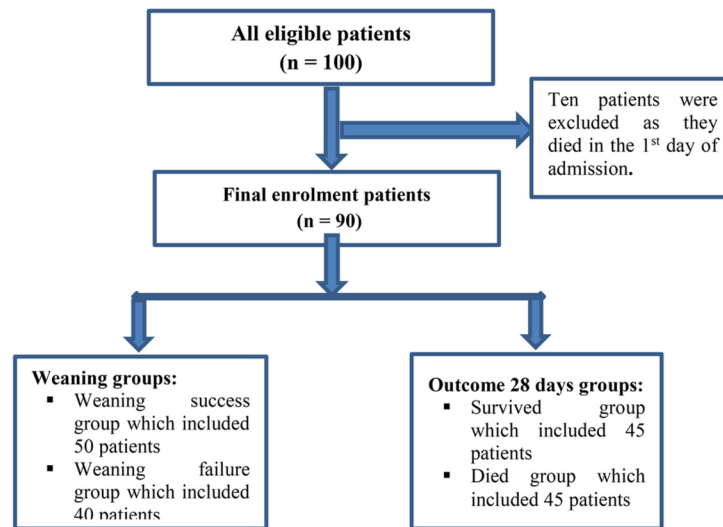 All eligible patients
(n = 100)
Ten patients were
excluded as they
died in the 1st day of
admission.
Final enrolment patients
(n = 90)
Weaning groups:
▪ Weaning success
group which included
50 patients
▪ Weaning failure
group which included
40 patients
Outcome 28 days groups:
▪ Survived group
which included 45
patients
▪ Died group which
included 45 patients